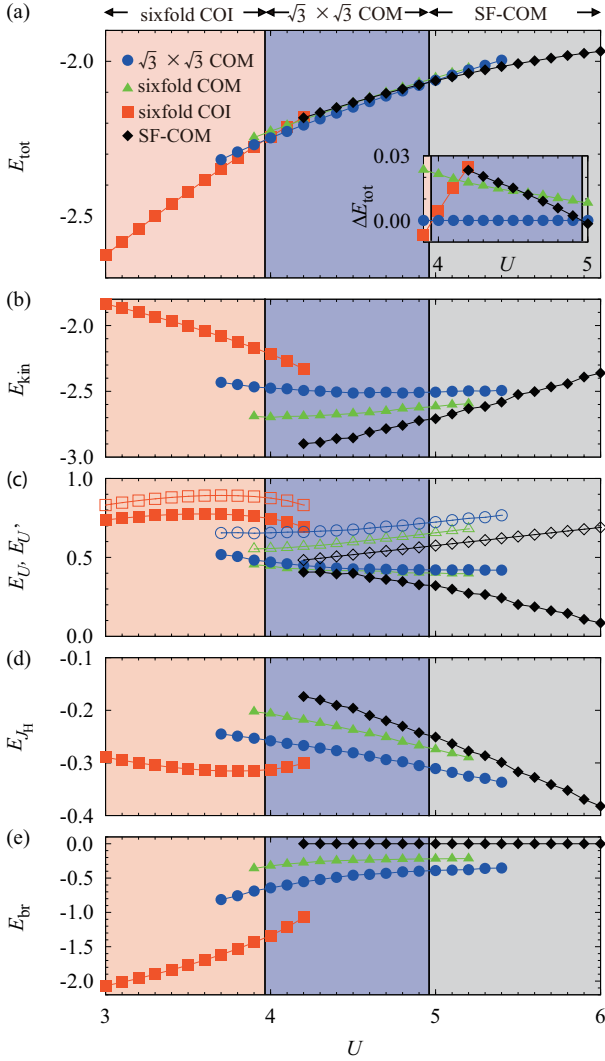 (a)
sixfold COI
√3 × √3 COM
SF-COM
-2.0
-2.5
E_tot
√3 × √3 COM
sixfold COM
sixfold COI
SF-COM
0.03
0.00
ΔE_tot
4
U
5
(b)
-2.0
-2.5
-3.0
E_kin
(c)
1.0
0.5
0.0
E_U, E_U'
(d)
-0.1
-0.2
-0.3
-0.4
E_J_H
(e)
0.0
-0.5
-1.0
-1.5
-2.0
E_br
3
4
5
6
U